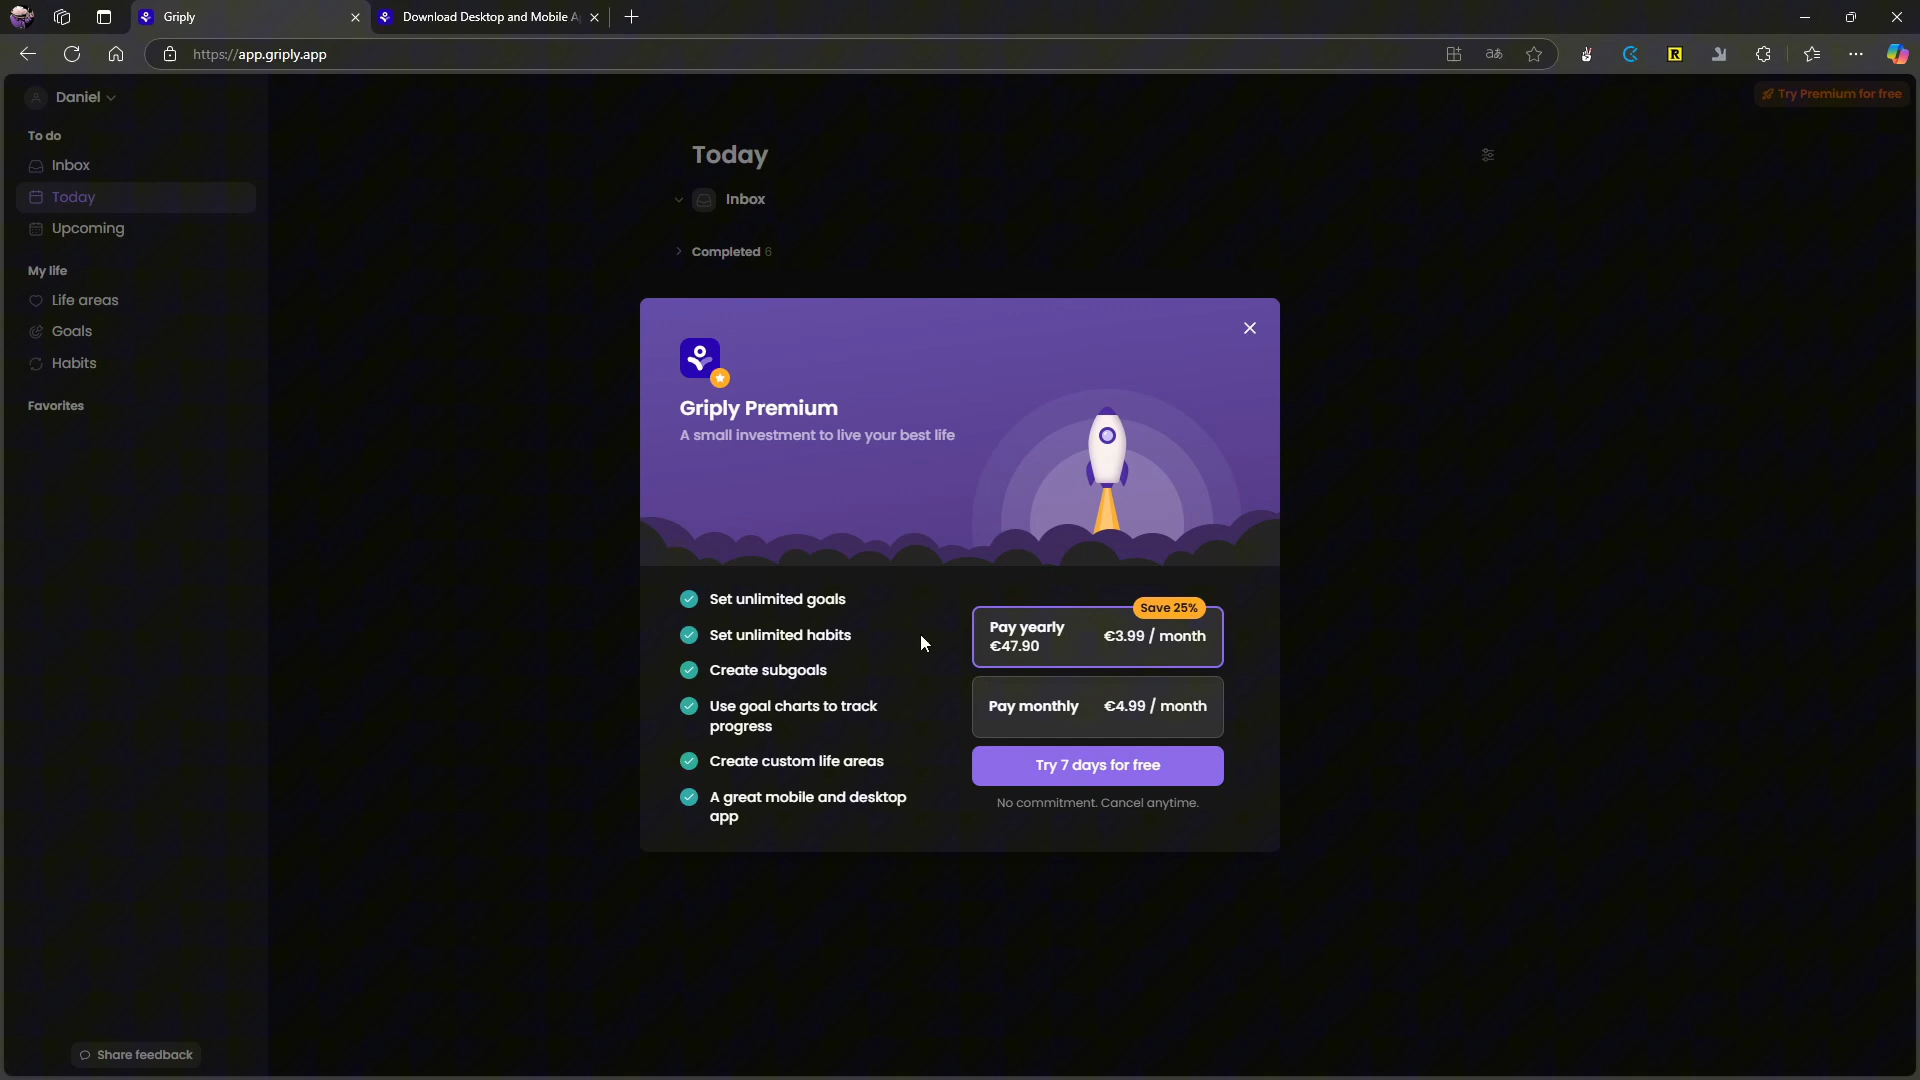 Griply
Download Desktop and Mobile A
https://app.griply.app
Daniel
Try Premium for free
To do
Inbox
Today
Upcoming
My life
Life areas
Goals
Habits
Favorites
Share feedback
Today
Inbox
Completed 6
Griply Premium
A small investment to live your best life
Set unlimited goals
Set unlimited habits
Create subgoals
Use goal charts to track
progress
Create custom life areas
A great mobile and desktop
app
Save 25%
Pay yearly
€47.90
€3.99 / month
Pay monthly €4.99 / month
Try 7 days for free
No commitment. Cancel anytime.